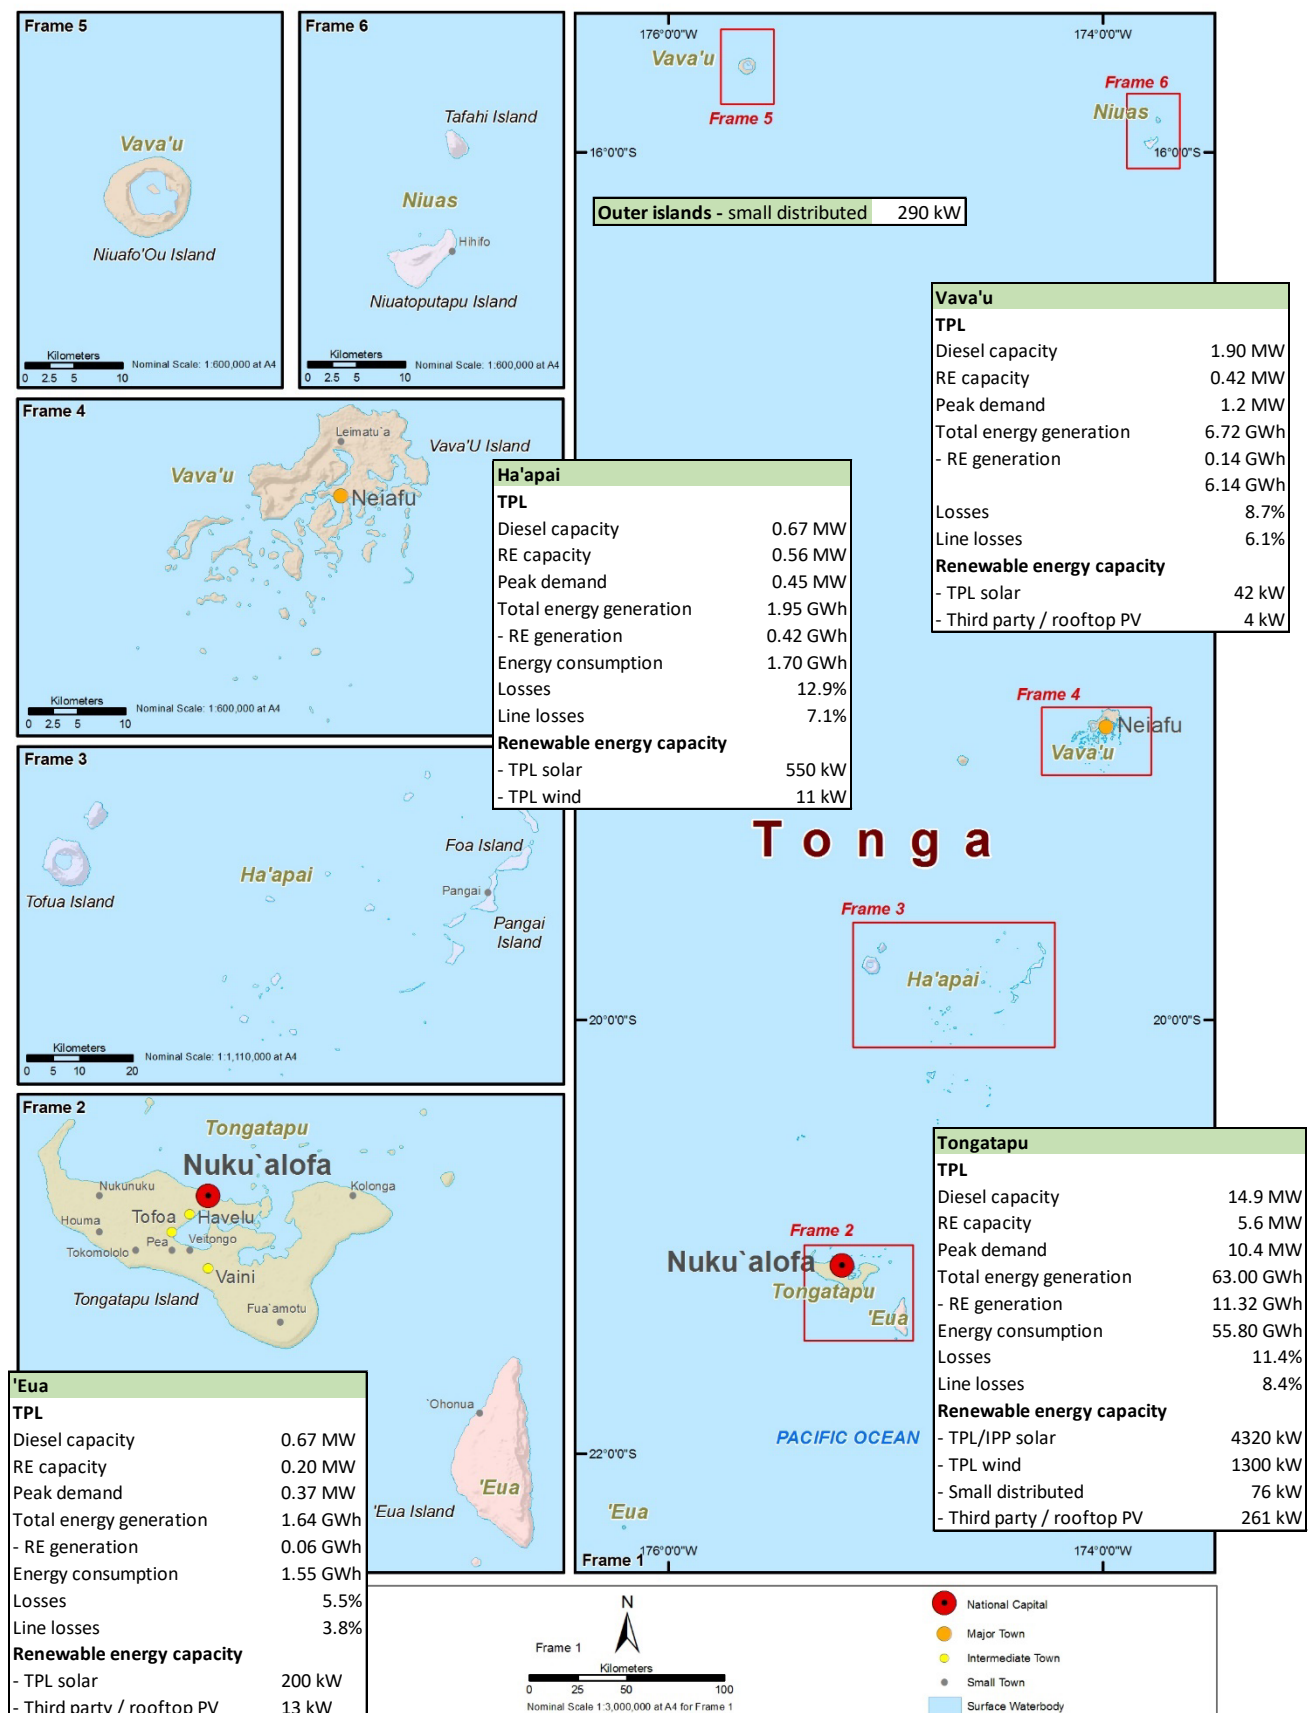 Frame 5
Vava'u
Niuafo'Ou Island
Kilometers
0 2.5 5 10
Nominal Scale: 1:600,000 at A4
Frame 6
Tafahi Island
Niuas
Hihifo
Niuatoputapu Island
Kilometers
0 2.5 5 10
Nominal Scale: 1:600,000 at A4
Frame 4
Leimatu`a
Vava'U Island
Vava'u
Neiafu
Kilometers
0 2.5 5 10
Nominal Scale: 1:600,000 at A4
Frame 3
Foa Island
Ha'apai
Pangai
Tofua Island
Pangai
Island
Kilometers
0 5 10 20
Nominal Scale: 1:1,110,000 at A4
Frame 2
Tongatapu
Nuku`alofa
Nukunuku
Kolonga
Houma
Tofoa
Havelu
Tokomololo
Pea
Veitongo
Vaini
Tongatapu Island
Fua`amotu
`Ohonua
'Eua
'Eua Island
'Eua
TPL
Diesel capacity 0.67 MW
RE capacity 0.20 MW
Peak demand 0.37 MW
Total energy generation 1.64 GWh
- RE generation 0.06 GWh
Energy consumption 1.55 GWh
Losses 5.5%
Line losses 3.8%
Renewable energy capacity
- TPL solar 200 kW
- Third party / rooftop PV 13 kW
Ha'apai
TPL
Diesel capacity 0.67 MW
RE capacity 0.56 MW
Peak demand 0.45 MW
Total energy generation 1.95 GWh
- RE generation 0.42 GWh
Energy consumption 1.70 GWh
Losses 12.9%
Line losses 7.1%
Renewable energy capacity
- TPL solar 550 kW
- TPL wind 11 kW
176°0'0"W
174°0'0"W
Vava'u
Frame 5
Frame 6
Niuas
16°0'0"S
16°0'0"S
Outer islands - small distributed 290 kW
Vava'u
TPL
Diesel capacity 1.90 MW
RE capacity 0.42 MW
Peak demand 1.2 MW
Total energy generation 6.72 GWh
- RE generation 0.14 GWh
6.14 GWh
Losses 8.7%
Line losses 6.1%
Renewable energy capacity
- TPL solar 42 kW
- Third party / rooftop PV 4 kW
Frame 4
Neiafu
Vava'u
Tonga
Frame 3
Ha'apai
20°0'0"S
20°0'0"S
Frame 2
Nuku`alofa
Tongatapu
'Eua
Tongatapu
TPL
Diesel capacity 14.9 MW
RE capacity 5.6 MW
Peak demand 10.4 MW
Total energy generation 63.00 GWh
- RE generation 11.32 GWh
Energy consumption 55.80 GWh
Losses 11.4%
Line losses 8.4%
Renewable energy capacity
- TPL/IPP solar 4320 kW
- TPL wind 1300 kW
- Small distributed 76 kW
- Third party / rooftop PV 261 kW
PACIFIC OCEAN
22°0'0"S
'Eua
Frame 1
176°0'0"W
174°0'0"W
N
Frame 1
Kilometers
0 25 50 100
Nominal Scale 1:3,000,000 at A4 for Frame 1
National Capital
Major Town
Intermediate Town
Small Town
Surface Waterbody